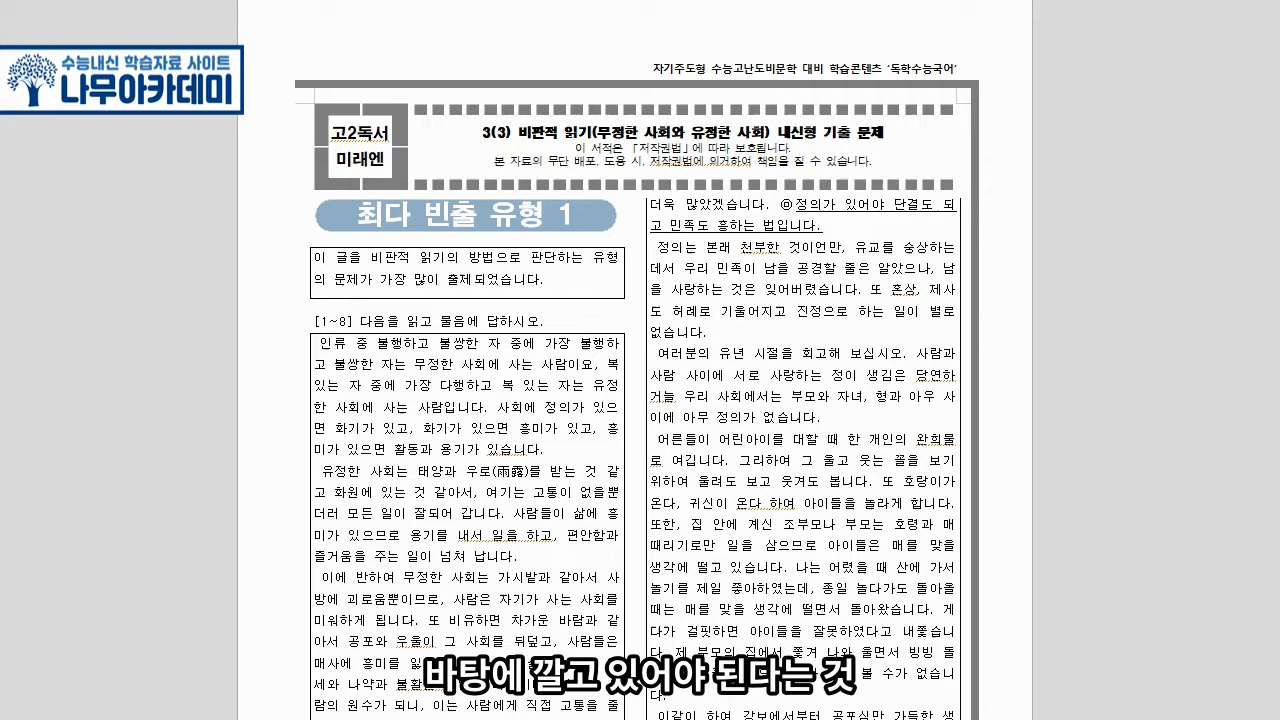 수능내신 학습자료 사이트
나무아카데미
자기주도형 수능고난도비문학 대비 학습콘텐츠 ‘독학수능국어’
고2독서
미래엔
3(3) 비판적 읽기(무정한 사회와 유정한 사회) 내신형 기출 문제
이 서적은 「저작권법」에 따라 보호됩니다.
본 자료의 무단 배포, 도용 시, 저작권법에 의거하여 책임을 질 수 있습니다.
최다 빈출 유형 1
이 글을 비판적 읽기의 방법으로 판단하는 유형
의 문제가 가장 많이 출제되었습니다.
[1~8] 다음을 읽고 물음에 답하시오.
인류 중 불행하고 불쌍한 자 중에 가장 불행하
고 불쌍한 자는 무정한 사회에 사는 사람이요, 복
있는 자 중에 가장 다행하고 복 있는 자는 유정
한 사회에 사는 사람입니다. 사회에 정의가 있으
면 화기가 있고, 화기가 있으면 흥미가 있고, 흥
미가 있으면 활동과 용기가 있습니다.
유정한 사회는 태양과 우로(雨露)를 받는 것 같
고 화원에 있는 것 같아서, 여기는 고통이 없을뿐
더러 모든 일이 잘되어 갑니다. 사람들이 삶에 흥
미가 있으므로 용기를 내서 일을 하고, 편안함과
즐거움을 주는 일이 넘쳐 납니다.
이에 반하여 무정한 사회는 가시밭과 같아서 사
방에 괴로움뿐이므로, 사람은 자기가 사는 사회를
미워하게 됩니다. 또 비유하면 차가운 바람과 같
아서 공포와 우울이 그 사회를 뒤덮고, 사람들은
매사에 흥미를 잃
세와 나약과 불활
람의 원수가 되니, 이는 사람에게 직접 고통을 줄
더욱 많았겠습니다. ⓐ정의가 있어야 단결도 되
고 민족도 흥하는 법입니다.
정의는 본래 천부한 것이언만, 유교를 숭상하는
데서 우리 민족이 남을 공경할 줄은 알았으나, 남
을 사랑하는 것은 잊어버렸습니다. 또 혼상, 제사
도 허례로 기울어지고 진정으로 하는 일이 별로
없습니다.
여러분의 유년 시절을 회고해 보십시오. 사람과
사람 사이에 서로 사랑하는 정이 생김은 당연하
거늘 우리 사회에서는 부모와 자녀, 형과 아우 사
이에 아무 정의가 없습니다.
어른들이 어린아이를 대할 때 한 개인의 완희물
로 여깁니다. 그리하여 그 울고 웃는 꼴을 보기
위하여 울려도 보고 웃겨도 봅니다. 또 호랑이가
온다, 귀신이 온다 하여 아이들을 놀라게 합니다.
또한, 집 안에 계신 조부모나 부모는 호령과 매
때리기로만 일을 삼으므로 아이들은 매를 맞을
생각에 떨고 있습니다. 나는 어렸을 때 산에 가서
놀기를 제일 좋아하였는데, 종일 놀다가도 돌아올
때는 매를 맞을 생각에 떨면서 돌아왔습니다. 게
다가 걸핏하면 아이들을 잘못하였다고 내쫓습니
다. 제 부모의 집에서 쫓겨 나와 울면서 빙빙 돌
볼 수가 없습니
다.
이같이 하여 강보에서부터 공포심만 가득한 생
바탕에 깔고 있어야 된다는 것